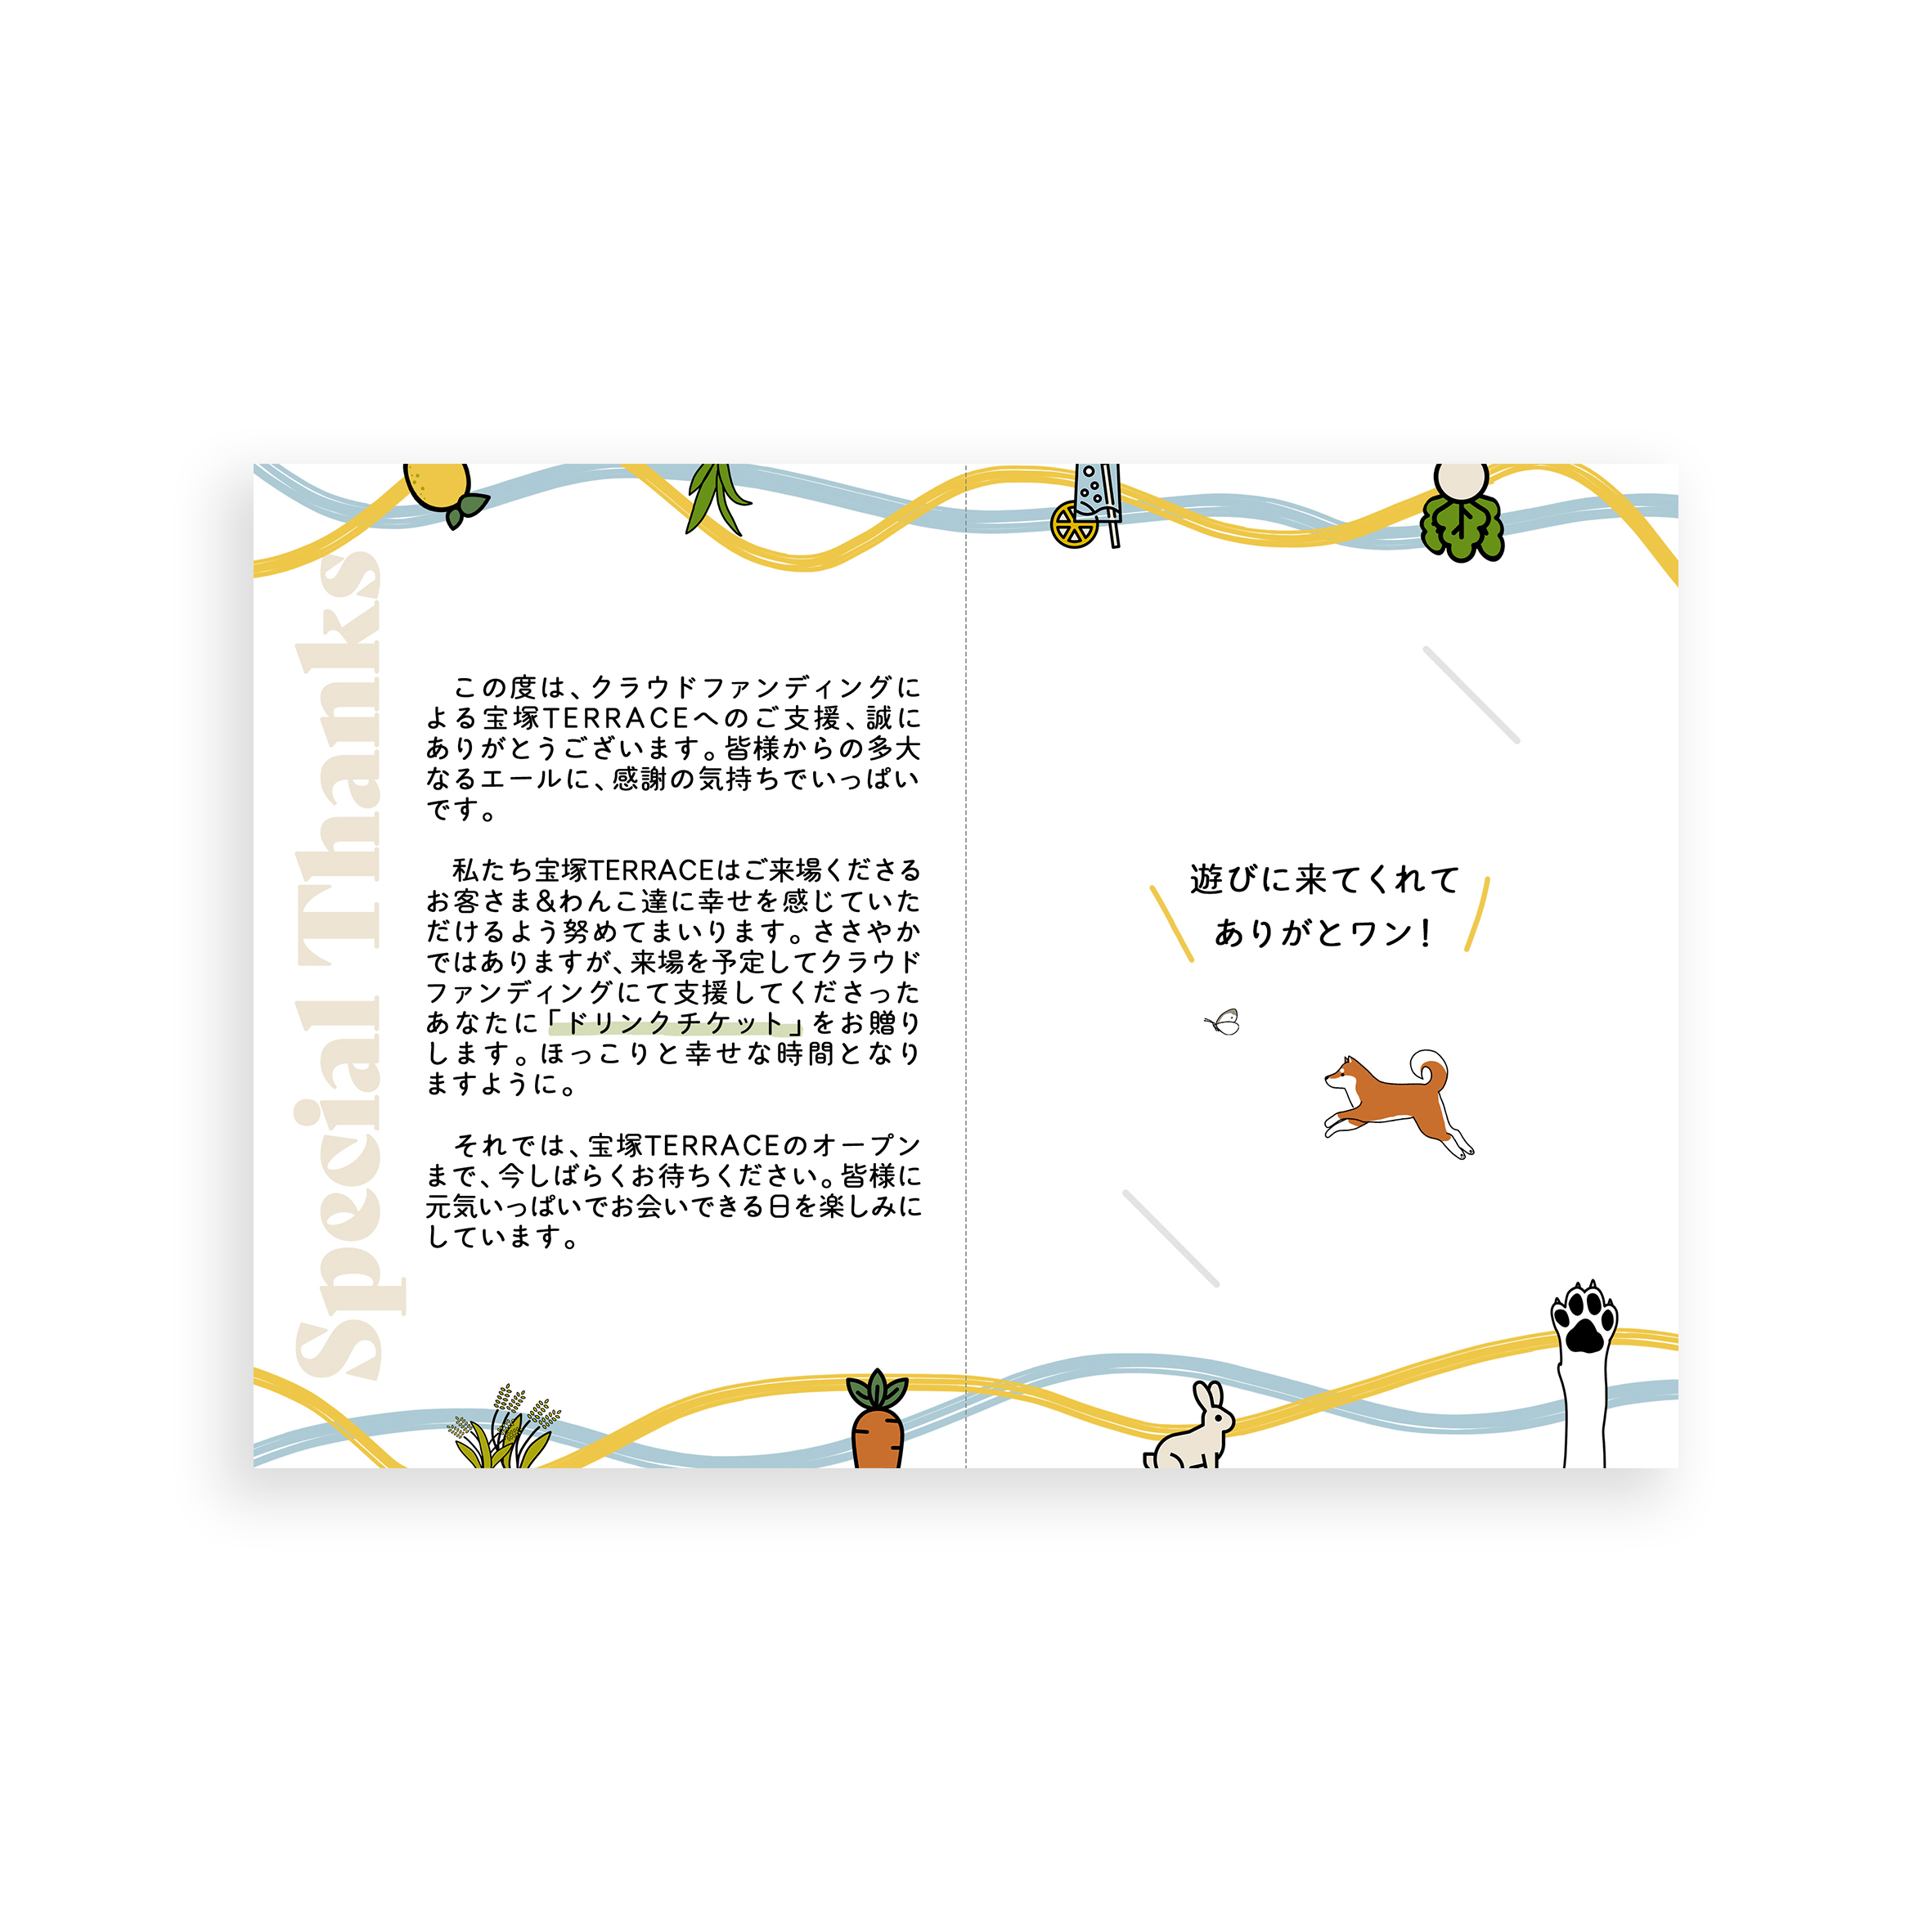 Special Thanks
この度は、クラウドファンディングに
よる宝塚TERRACEへのご支援、誠に
ありがとうございます。皆様からの多大
なるエールに、感謝の気持ちでいっぱい
です。
私たち宝塚TERRACEはご来場くださる
お客さま&わんこ達に幸せを感じていた
だけるよう努めてまいります。ささやか
ではありますが、来場を予定してクラウド
ファンディングにて支援してくださった
あなたに「ドリンクチケット」をお贈り
します。ほっこりと幸せな時間となり
ますように。
それでは、宝塚TERRACEのオープン
まで、今しばらくお待ちください。皆様に
元気いっぱいでお会いできる日を楽しみに
しています。
遊びに来てくれて
ありがとワン！